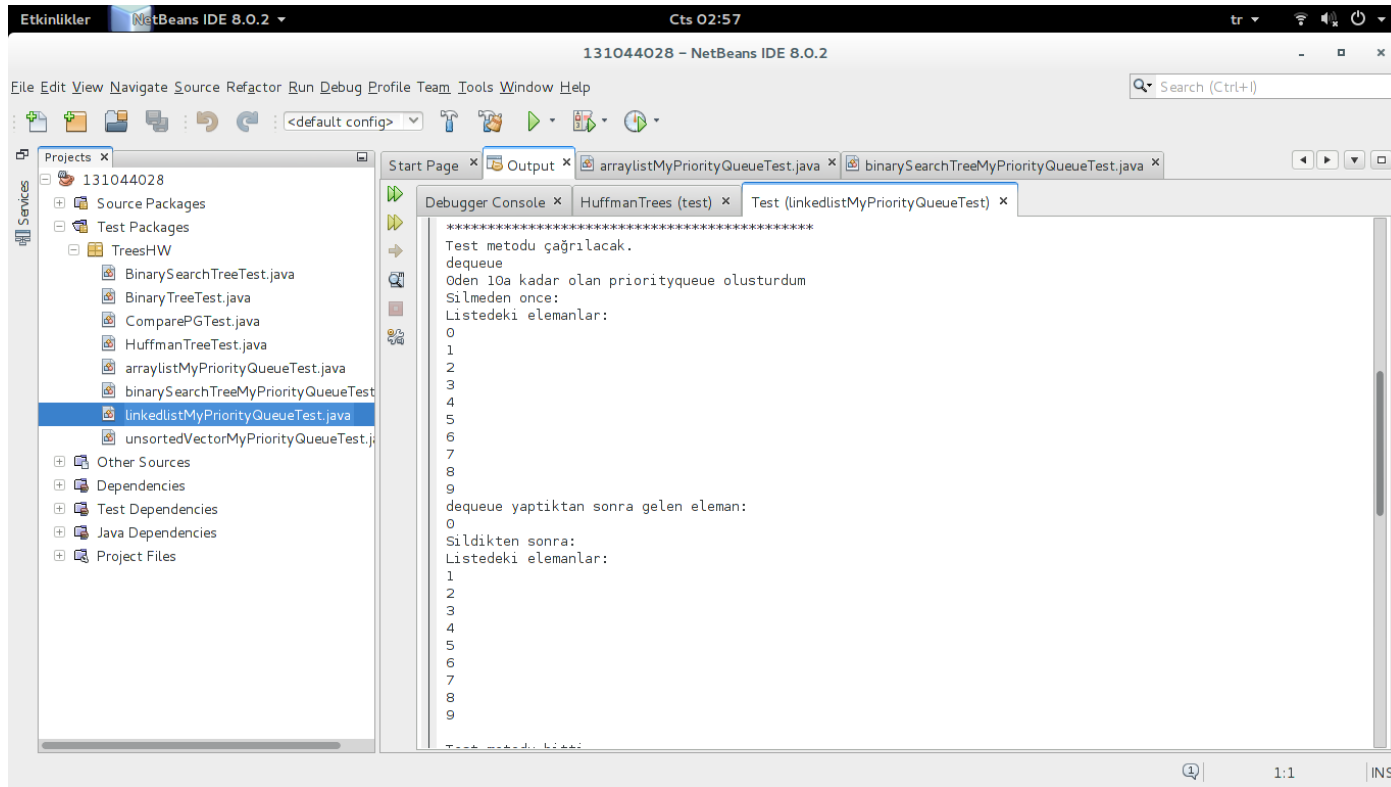 Etkinlikler NetBeans IDE 8.0.2 Cts 02:57 tr
131044028 – NetBeans IDE 8.0.2
File Edit View Navigate Source Refactor Run Debug Profile Team Tools Window Help Search (Ctrl+I)
<default config>
Projects
Services
131044028
Source Packages
Test Packages
TreesHW
BinarySearchTreeTest.java
BinaryTreeTest.java
ComparePGTest.java
HuffmanTreeTest.java
arraylistMyPriorityQueueTest.java
binarySearchTreeMyPriorityQueueTest
linkedlistMyPriorityQueueTest.java
unsortedVectorMyPriorityQueueTest.j
Other Sources
Dependencies
Test Dependencies
Java Dependencies
Project Files
Start Page Output arraylistMyPriorityQueueTest.java binarySearchTreeMyPriorityQueueTest.java
Debugger Console HuffmanTrees (test) Test (linkedlistMyPriorityQueueTest)
************************************************
Test metodu çağrılacak.
dequeue
0den 10a kadar olan priorityqueue olusturdum
Silmeden once:
Listedeki elemanlar:
0
1
2
3
4
5
6
7
8
9
dequeue yaptiktan sonra gelen eleman:
0
Sildikten sonra:
Listedeki elemanlar:
1
2
3
4
5
6
7
8
9
Test metodu bitti
1 1:1 INS